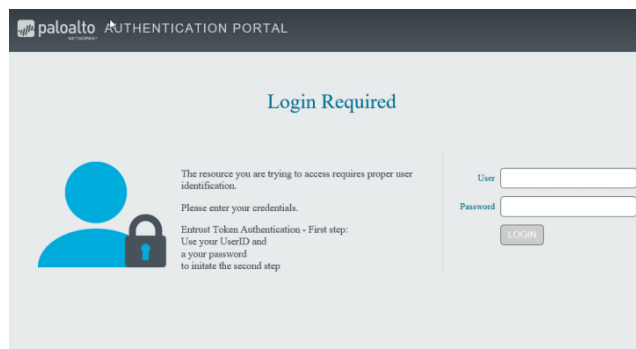 paloalto AUTHENTICATION PORTAL
NETWORKS
Login Required
The resource you are trying to access requires proper user
identification.
Please enter your credentials.
Entrust Token Authentication - First step:
Use your UserID and
a your password
to initate the second step
User
Password
LOGIN